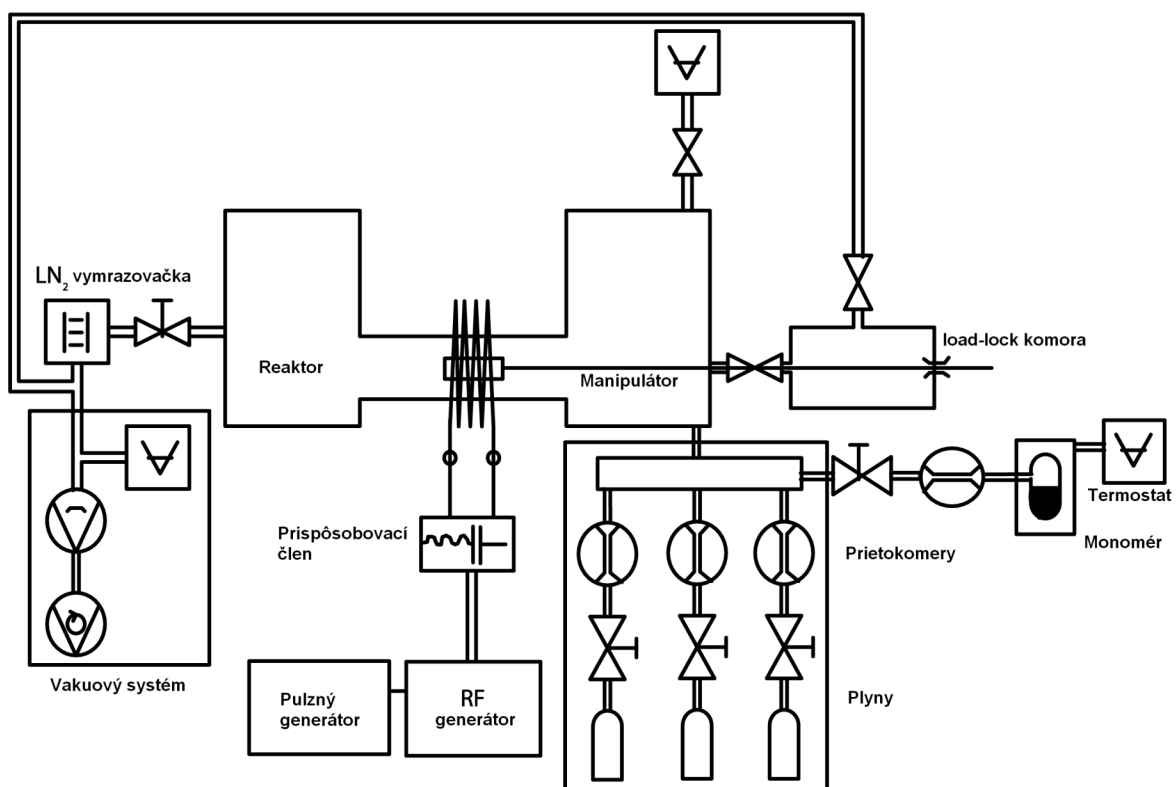 LN₂ vymrazovačka
Reaktor
Manipulátor
load-lock komora
Termostat
Monomér
Prietokomery
Prispôsobovací
člen
Vakuový systém
Pulzný
generátor
RF
generátor
Plyny